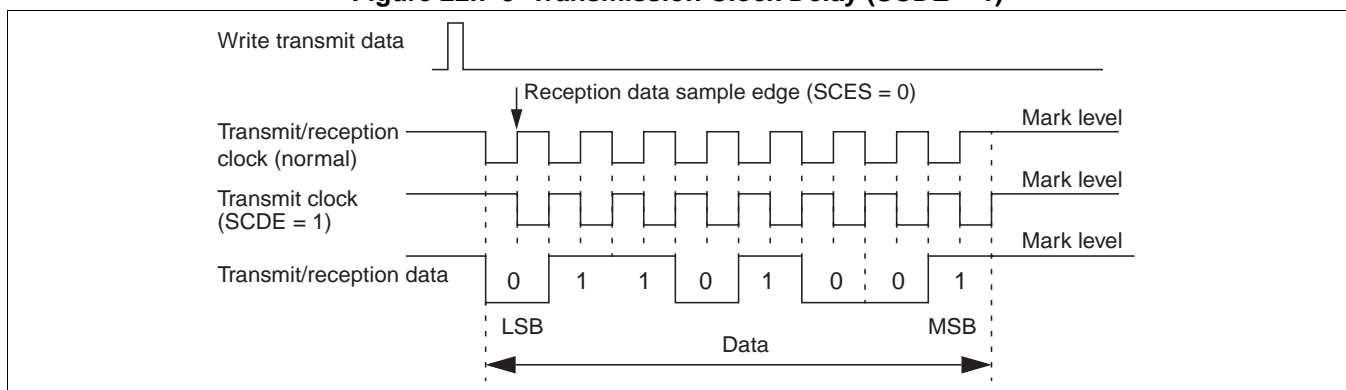 Write transmit data
Reception data sample edge (SCES = 0)
Transmit/reception
clock (normal)
Mark level
Transmit clock
(SCDE = 1)
Mark level
Transmit/reception data
Mark level
0 1 1 0 1 0 0 1
LSB
MSB
Data